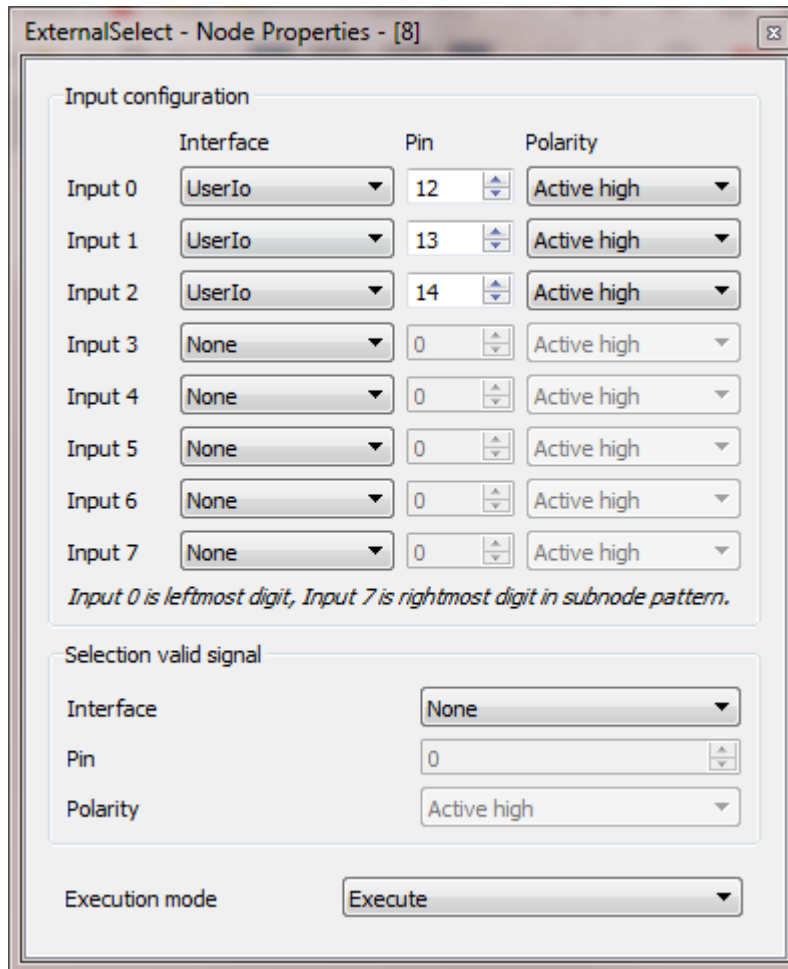 ExternalSelect - Node Properties - [8]
Input configuration
Interface Pin Polarity
Input 0 UserIo 12 Active high
Input 1 UserIo 13 Active high
Input 2 UserIo 14 Active high
Input 3 None 0 Active high
Input 4 None 0 Active high
Input 5 None 0 Active high
Input 6 None 0 Active high
Input 7 None 0 Active high
Input 0 is leftmost digit, Input 7 is rightmost digit in subnode pattern.
Selection valid signal
Interface None
Pin 0
Polarity Active high
Execution mode Execute